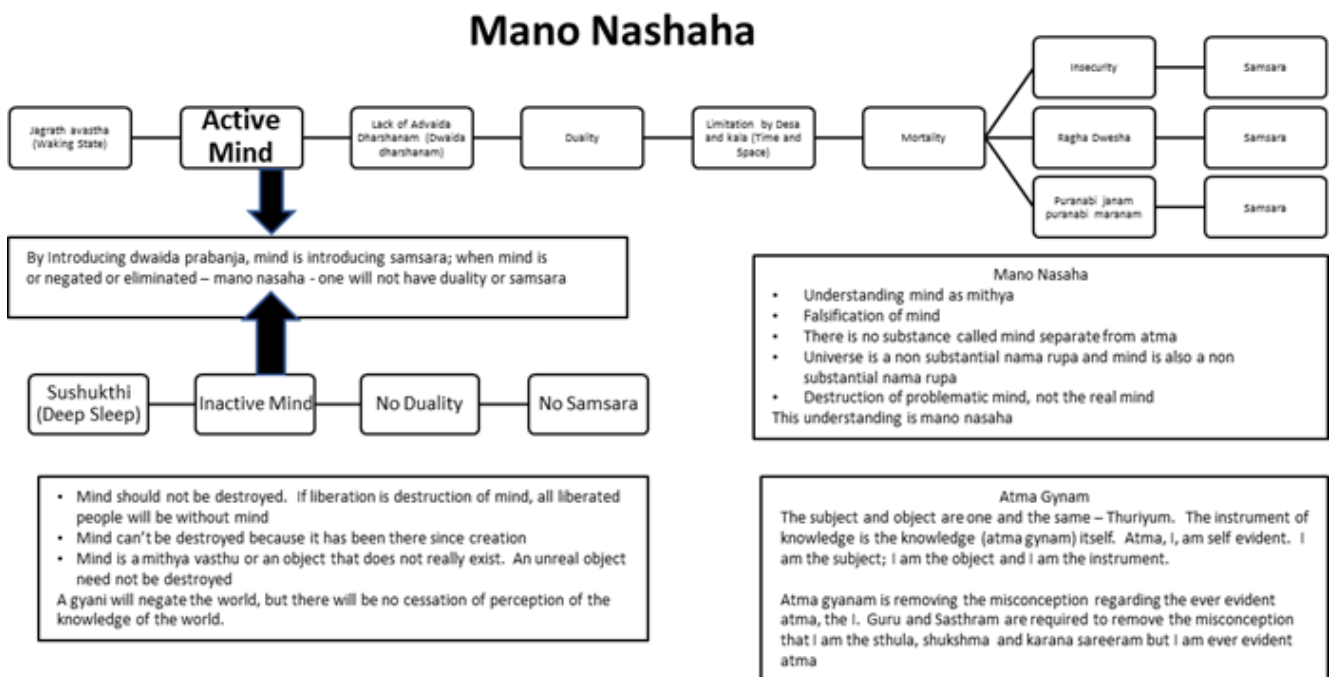 Mano Nashaha
Jagrath avastha
(Waking State)
Active
Mind
Lack of Advaida
Dharshanam (Dwaida
dharshanam)
Duality
Limitation by Desa
and kala (Time and
Space)
Mortality
Insecurity
Samsara
Ragha Dwesha
Samsara
Puranabi janam
puranabi maranam
Samsara
By Introducing dwaida prabanja, mind is introducing samsara; when mind is
or negated or eliminated – mano nasaha - one will not have duality or samsara
Sushukthi
(Deep Sleep)
Inactive Mind
No Duality
No Samsara
Mano Nasaha
• Understanding mind as mithya
• Falsification of mind
• There is no substance called mind separate from atma
• Universe is a non substantial nama rupa and mind is also a non
substantial nama rupa
• Destruction of problematic mind, not the real mind
This understanding is mano nasaha
• Mind should not be destroyed. If liberation is destruction of mind, all liberated
people will be without mind
• Mind can't be destroyed because it has been there since creation
• Mind is a mithya vasthu or an object that does not really exist. An unreal object
need not be destroyed
A gyani will negate the world, but there will be no cessation of perception of the
knowledge of the world.
Atma Gynam
The subject and object are one and the same – Thuriyum. The instrument of
knowledge is the knowledge (atma gynam) itself. Atma, I, am self evident. I
am the subject; I am the object and I am the instrument.
Atma gyanam is removing the misconception regarding the ever evident
atma, the I. Guru and Sasthram are required to remove the misconception
that I am the sthula, shukshma and karana sareeram but I am ever evident
atma